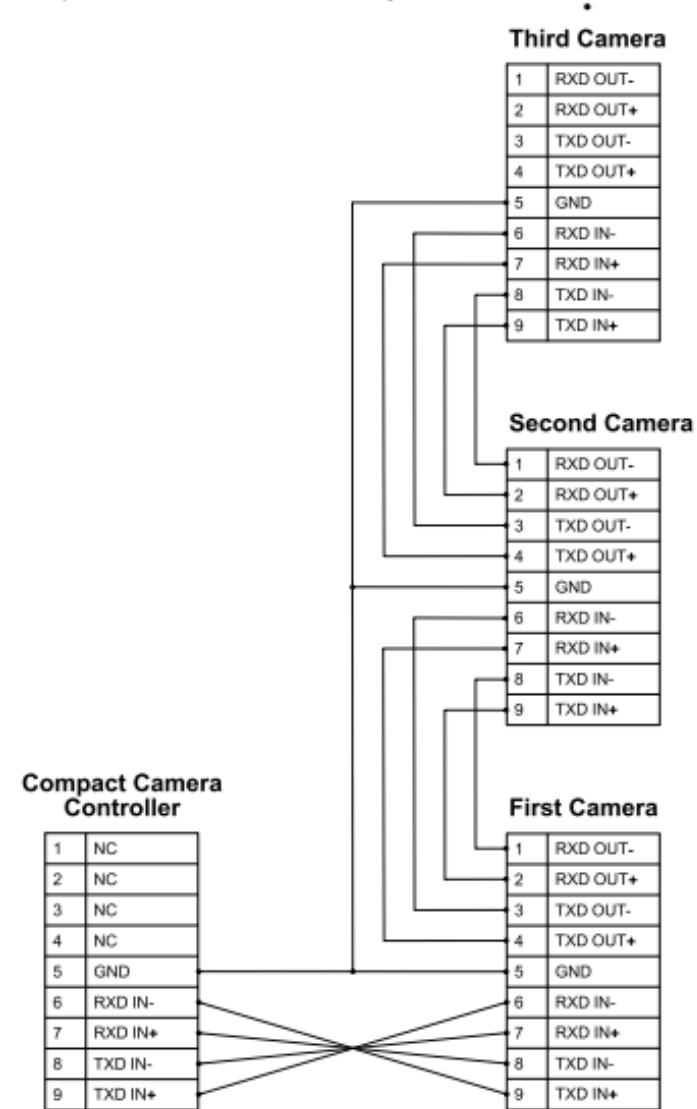 Third Camera
1 RXD OUT-
2 RXD OUT+
3 TXD OUT-
4 TXD OUT+
5 GND
6 RXD IN-
7 RXD IN+
8 TXD IN-
9 TXD IN+
Second Camera
1 RXD OUT-
2 RXD OUT+
3 TXD OUT-
4 TXD OUT+
5 GND
6 RXD IN-
7 RXD IN+
8 TXD IN-
9 TXD IN+
Compact Camera
Controller
1 NC
2 NC
3 NC
4 NC
5 GND
6 RXD IN-
7 RXD IN+
8 TXD IN-
9 TXD IN+
First Camera
1 RXD OUT-
2 RXD OUT+
3 TXD OUT-
4 TXD OUT+
5 GND
6 RXD IN-
7 RXD IN+
8 TXD IN-
9 TXD IN+